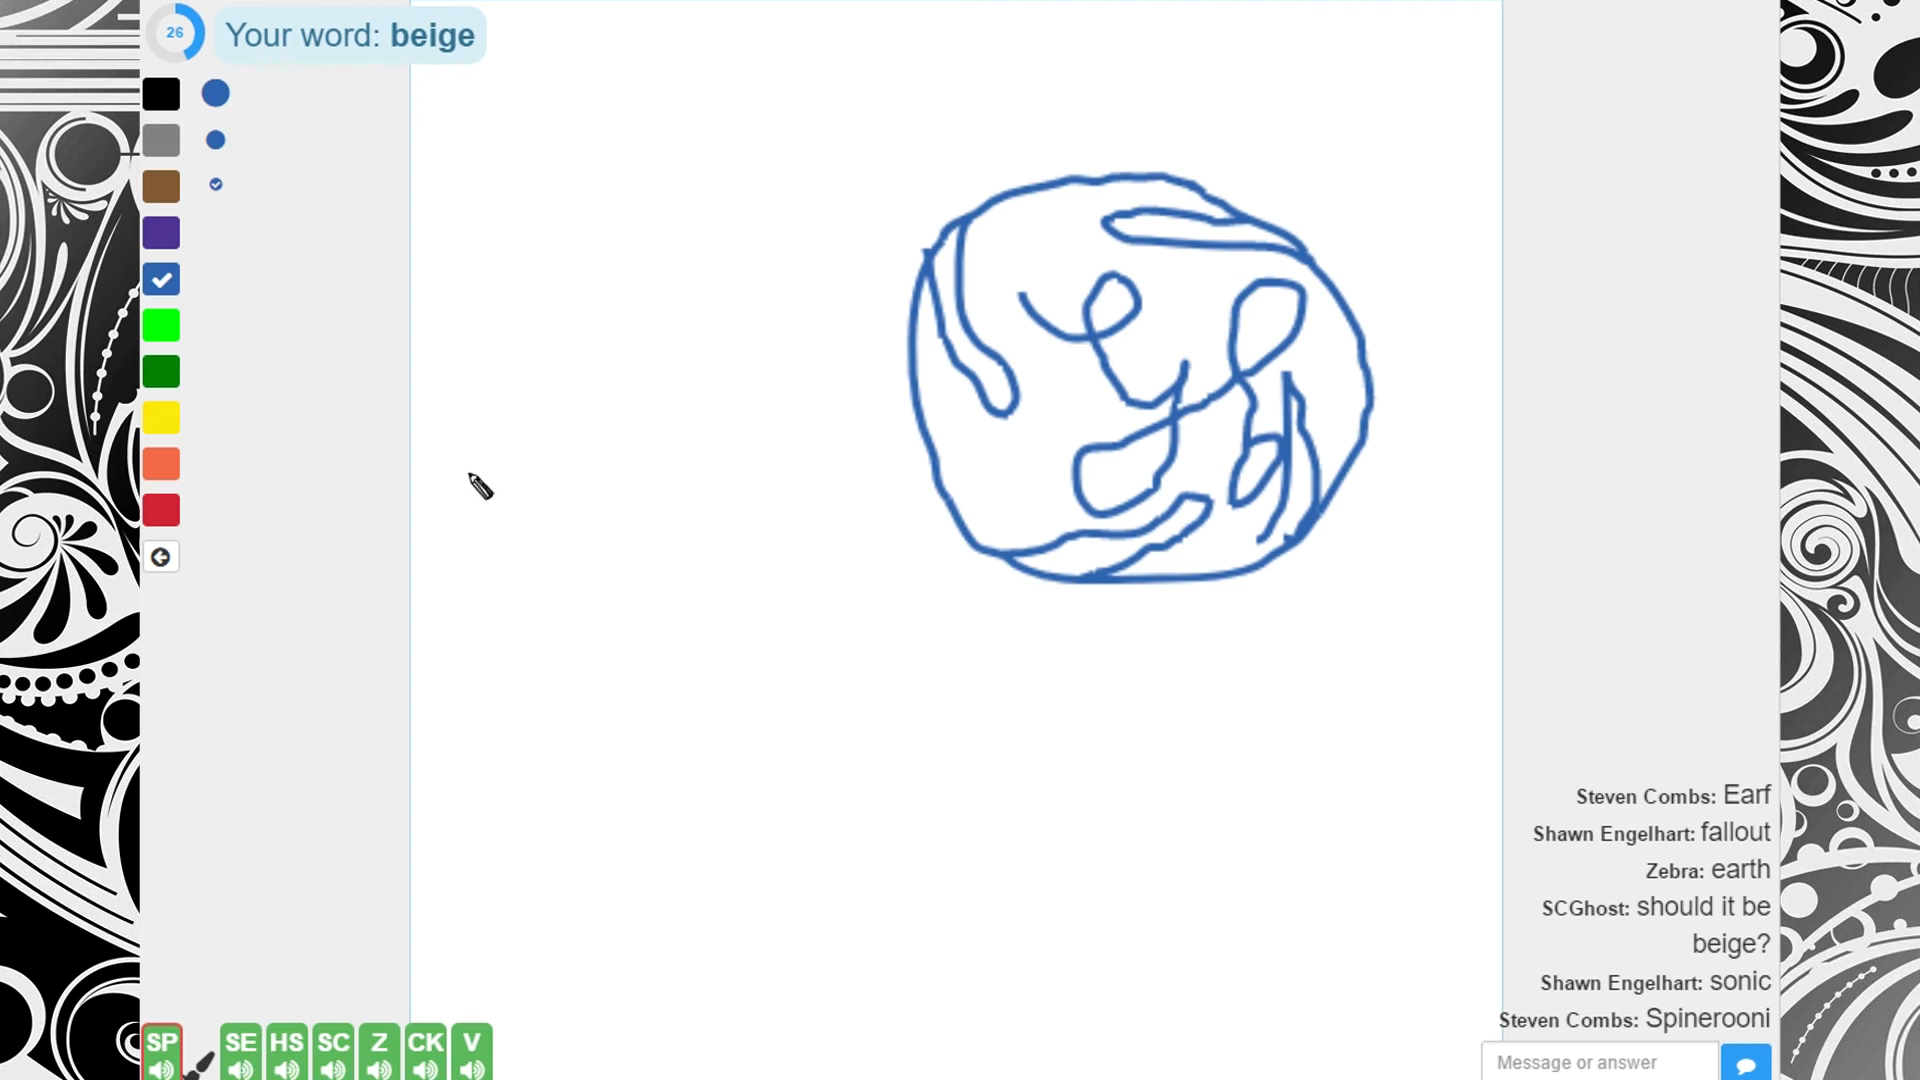 26
Your word: beige
Steven Combs: Earf
Shawn Engelhart: fallout
Zebra: earth
SCGhost: should it be
beige?
Shawn Engelhart: sonic
Steven Combs: Spinerooni
SP SE HS SC Z CK V
Message or answer